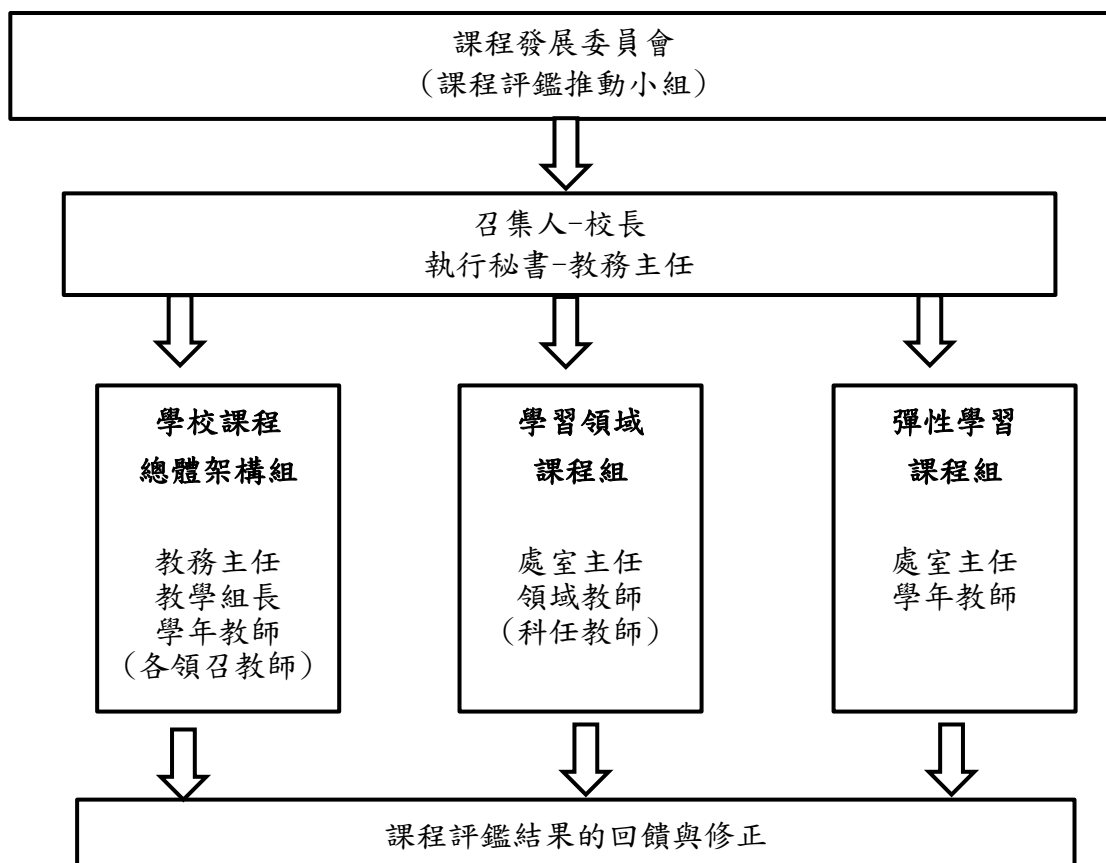 課程發展委員會
（課程評鑑推動小組）
召集人-校長
執行秘書-教務主任
學校課程
總體架構組
教務主任
教學組長
學年教師
（各領召教師）
學習領域
課程組
處室主任
領域教師
（科任教師）
彈性學習
課程組
處室主任
學年教師
課程評鑑結果的回饋與修正